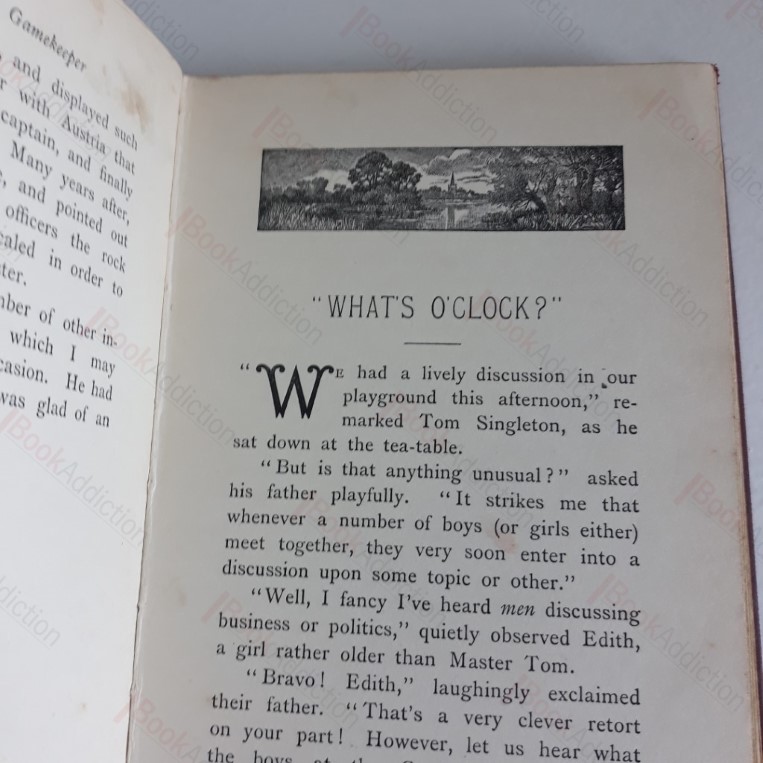 Gamekeeper
and displayed such
with Austria that
captain, and finally
Many years after,
and pointed out
officers the rock
in order to
of other in-
which I may
He had
was glad of an
"WHAT'S O'CLOCK?"
"WE had a lively discussion in our
playground this afternoon," re-
marked Tom Singleton, as he
sat down at the tea-table.
"But is that anything unusual?" asked
his father playfully. "It strikes me that
whenever a number of boys (or girls either)
meet together, they very soon enter into a
discussion upon some topic or other."
"Well, I fancy I've heard men discussing
business or politics," quietly observed Edith,
a girl rather older than Master Tom.
"Bravo! Edith," laughingly exclaimed
their father. "That's a very clever retort
on your part! However, let us hear what
the boys at the
BookAddiction